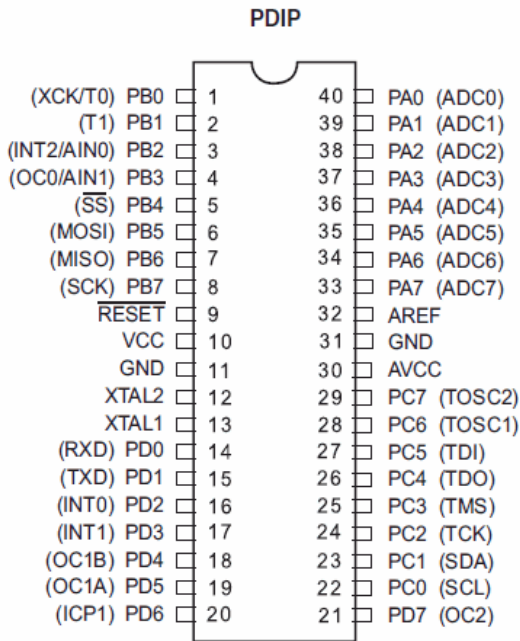 PDIP
(XCK/T0) PB0 1 40 PA0 (ADC0)
(T1) PB1 2 39 PA1 (ADC1)
(INT2/AIN0) PB2 3 38 PA2 (ADC2)
(OC0/AIN1) PB3 4 37 PA3 (ADC3)
(SS) PB4 5 36 PA4 (ADC4)
(MOSI) PB5 6 35 PA5 (ADC5)
(MISO) PB6 7 34 PA6 (ADC6)
(SCK) PB7 8 33 PA7 (ADC7)
RESET 9 32 AREF
VCC 10 31 GND
GND 11 30 AVCC
XTAL2 12 29 PC7 (TOSC2)
XTAL1 13 28 PC6 (TOSC1)
(RXD) PD0 14 27 PC5 (TDI)
(TXD) PD1 15 26 PC4 (TDO)
(INT0) PD2 16 25 PC3 (TMS)
(INT1) PD3 17 24 PC2 (TCK)
(OC1B) PD4 18 23 PC1 (SDA)
(OC1A) PD5 19 22 PC0 (SCL)
(ICP1) PD6 20 21 PD7 (OC2)